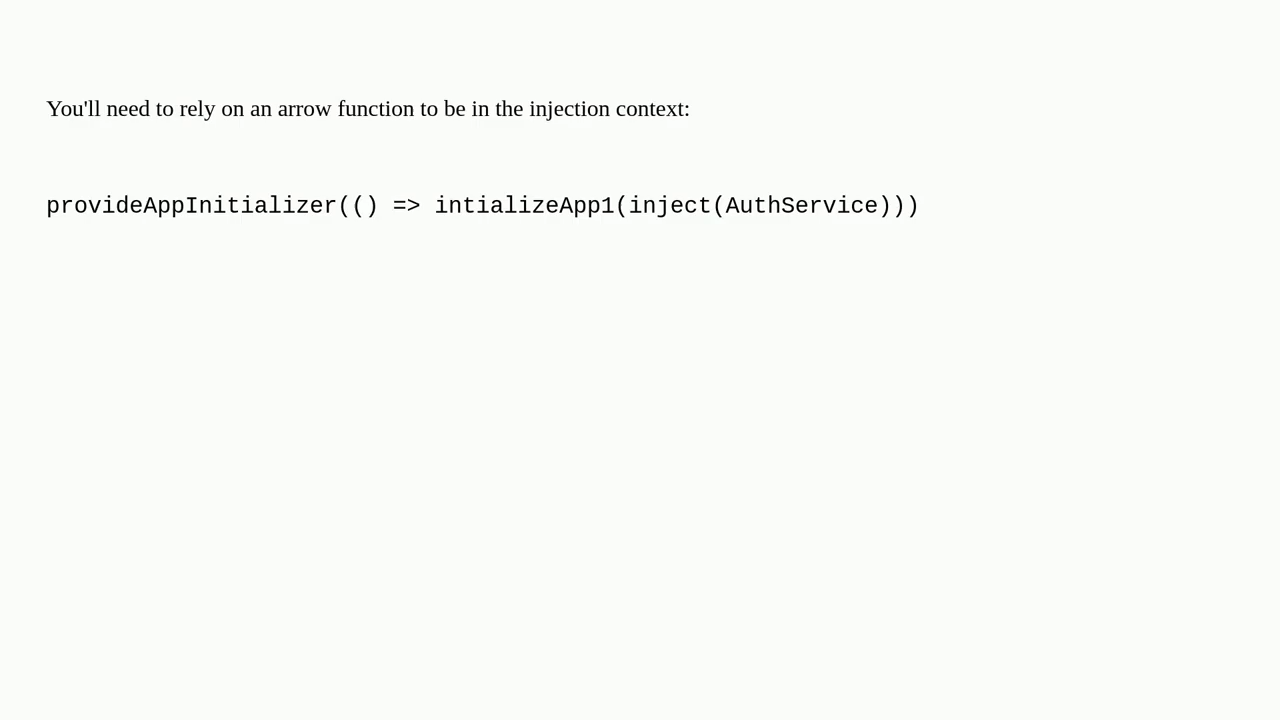 You'll need to rely on an arrow function to be in the injection context:
provideAppInitializer(() => intializeApp1(inject(AuthService)))